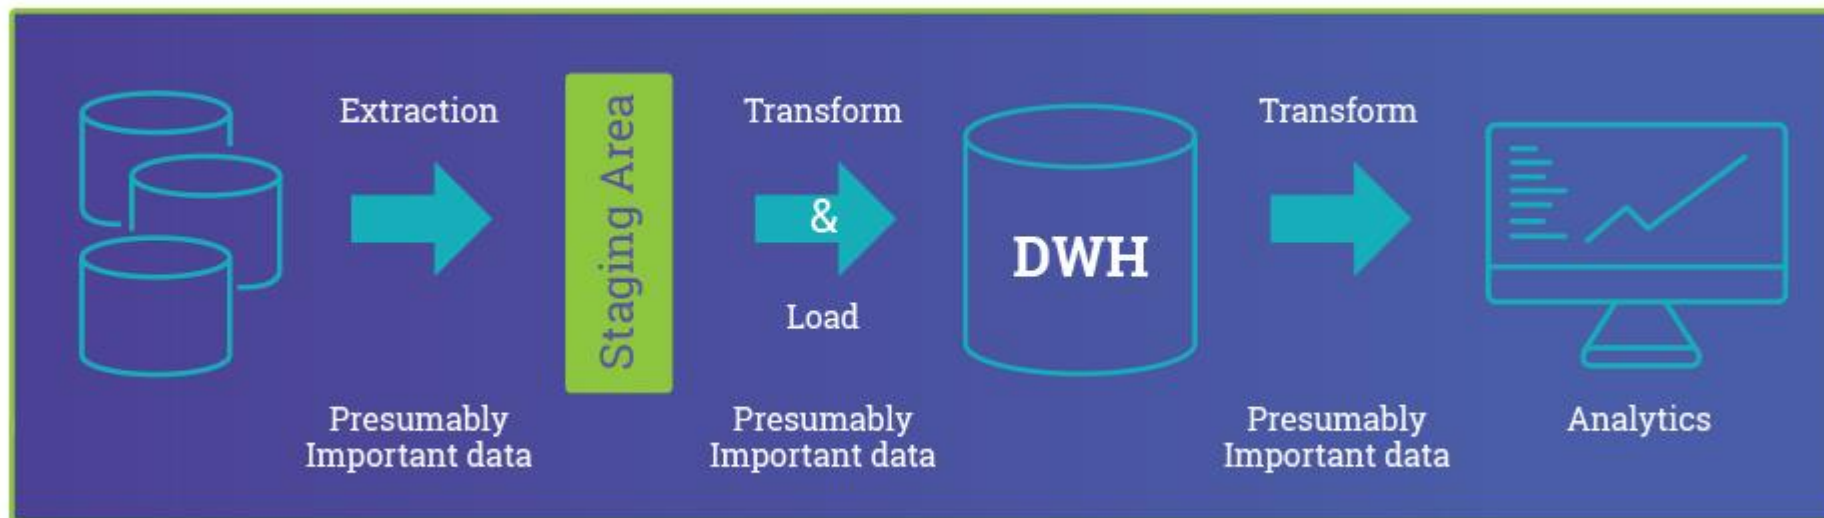 Extraction
Presumably
Important data
Staging Area
Transform
&
Load
Presumably
Important data
DWH
Transform
Presumably
Important data
Analytics